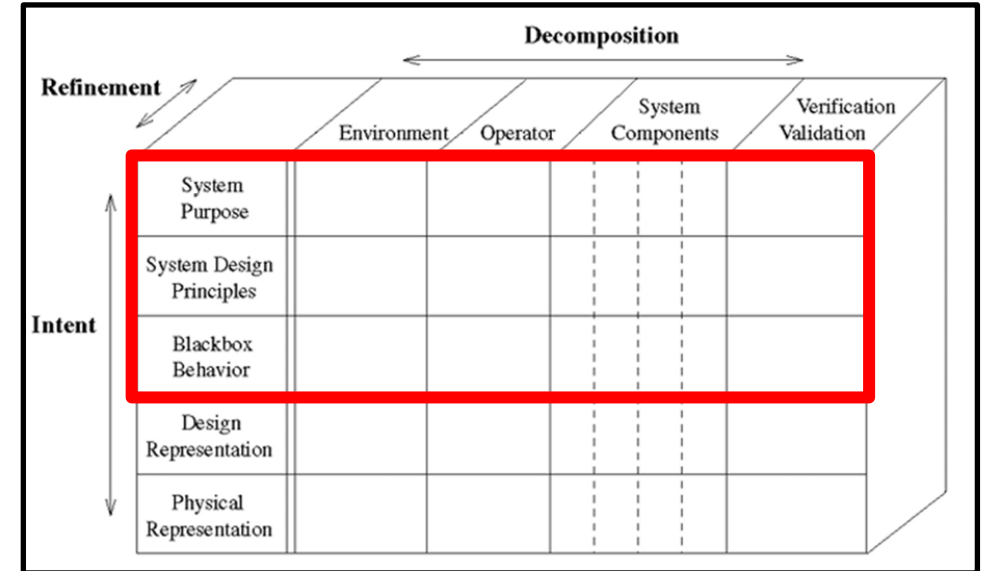 Decomposition
Refinement
System
Verification
Environment
Operator
Components
Validation
System
Purpose
System Design
Principles
Intent
Blackbox
Behavior
Design
Representation
Physical
Representation